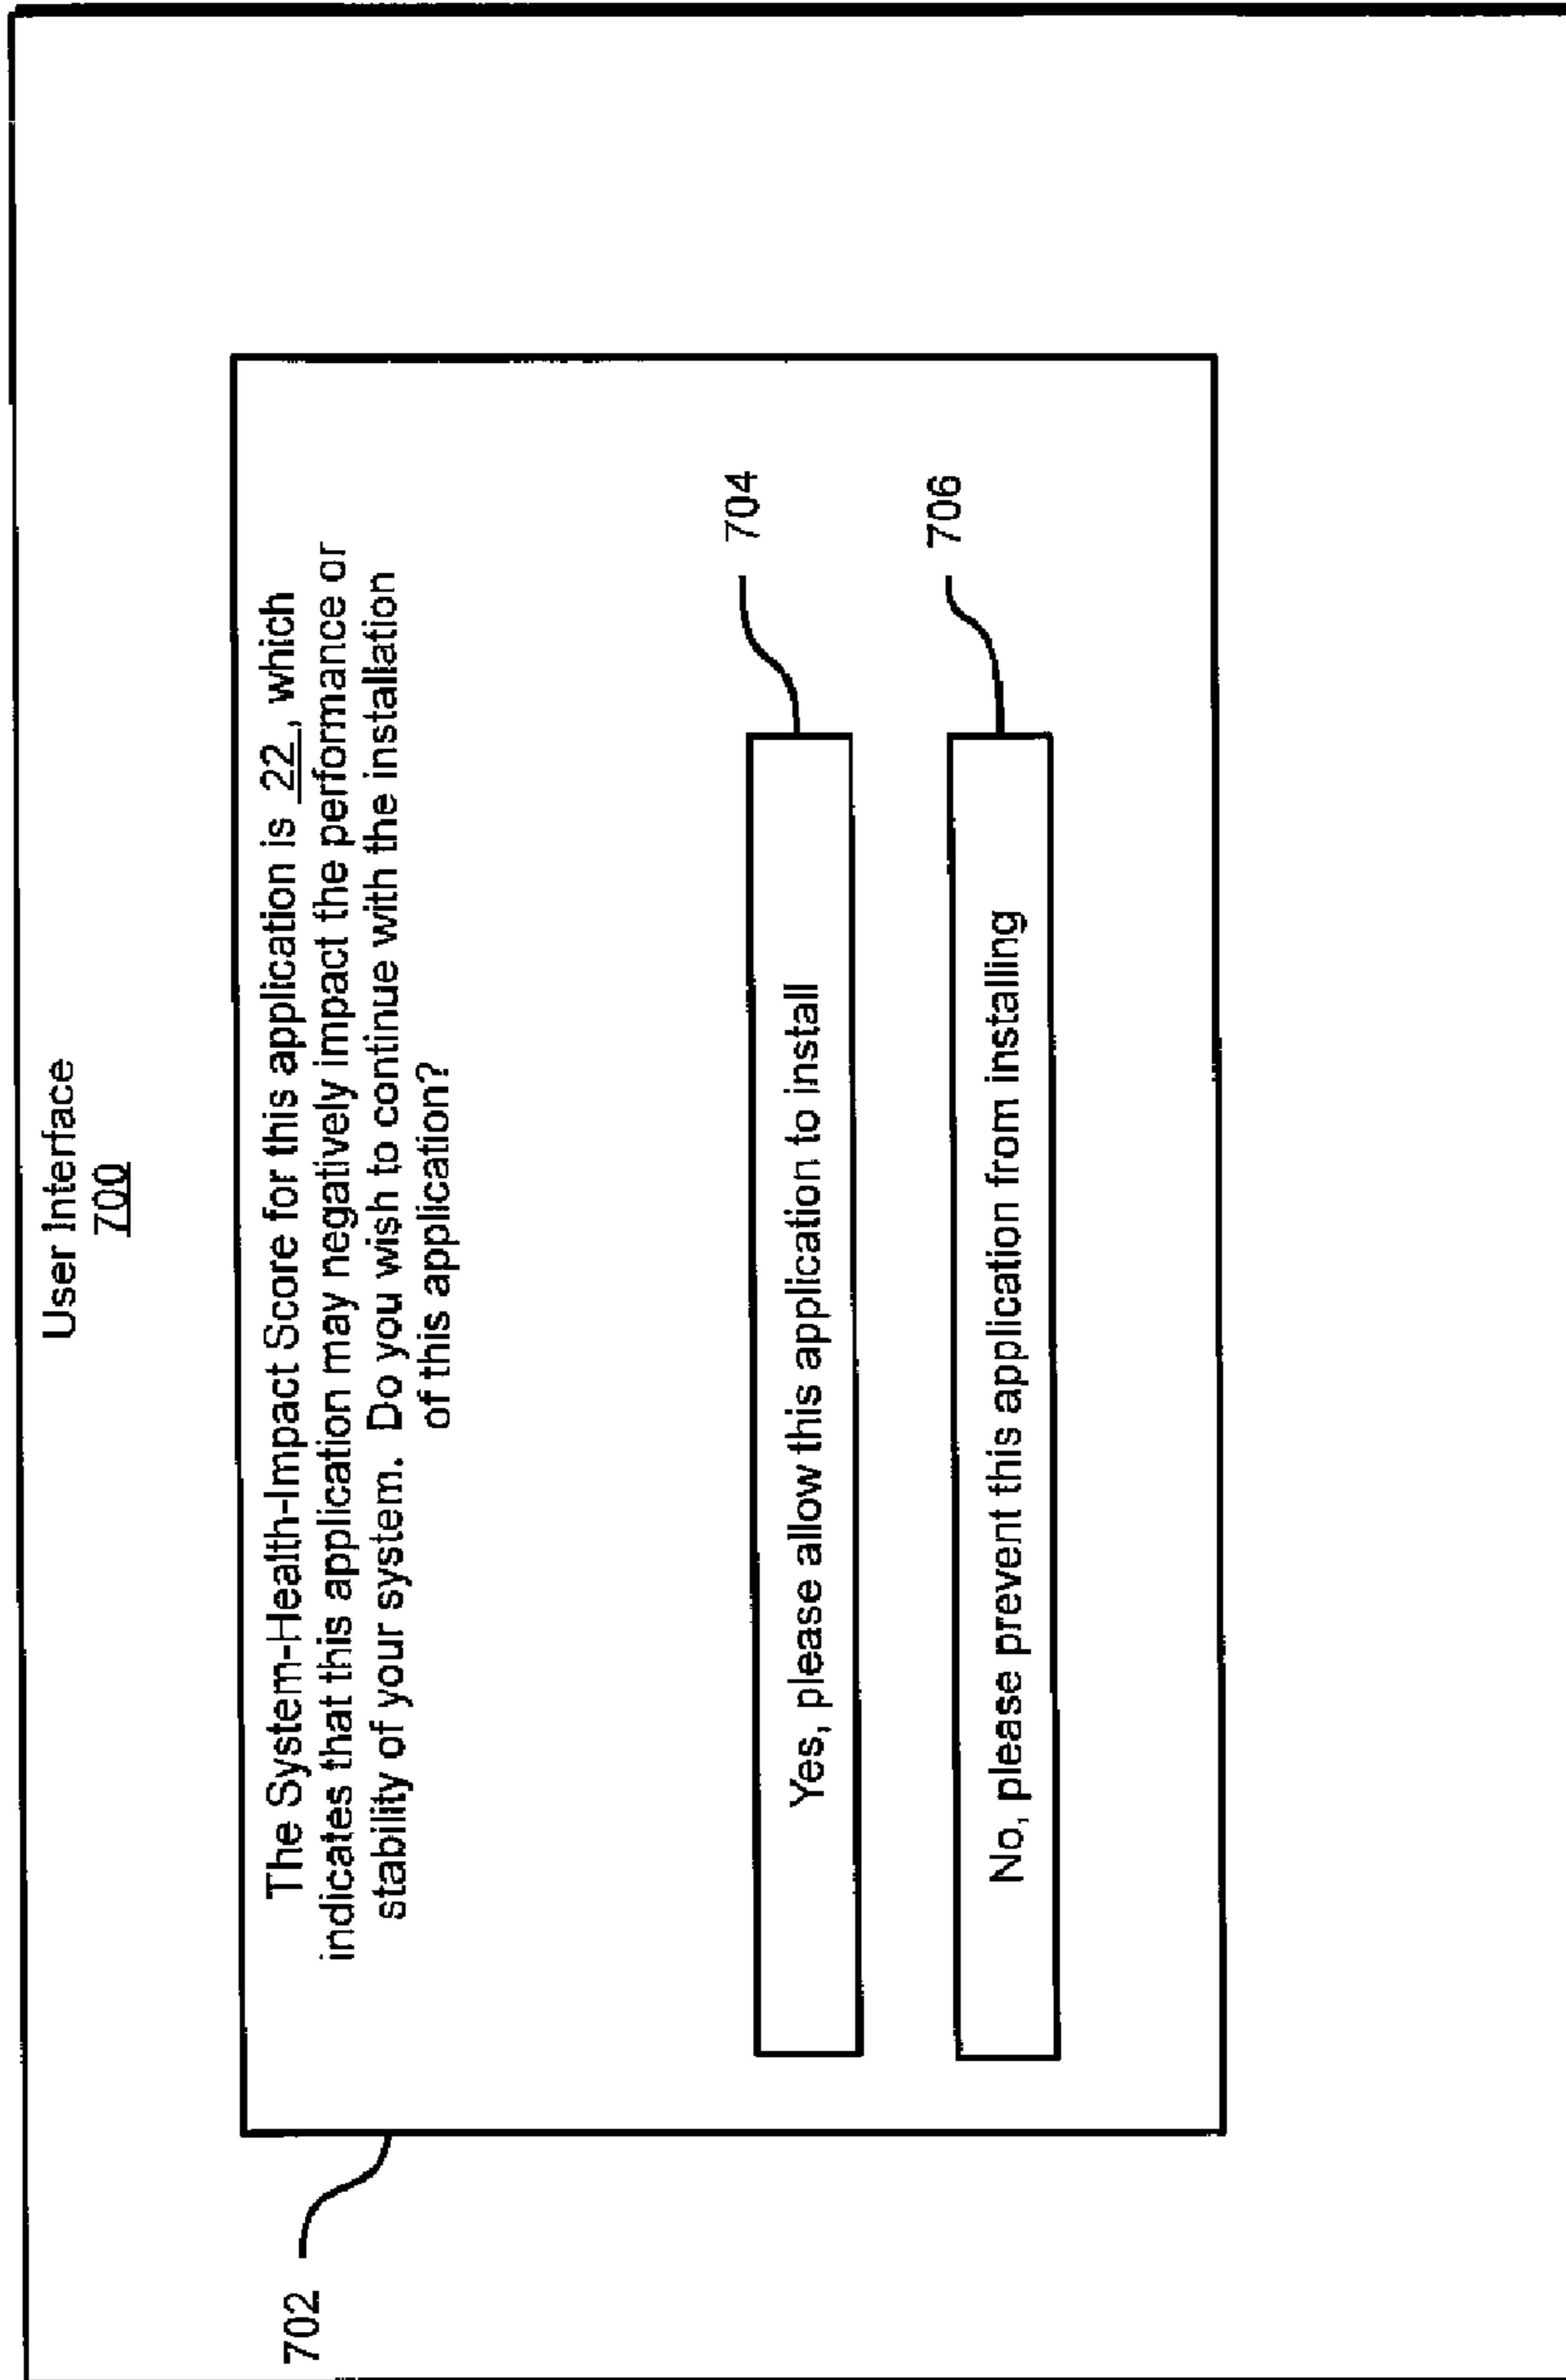 User Interface
700
702
The System-Health-Impact Score for this application is 22, which
indicates that this application may negatively impact the performance or
stability of your system. Do you wish to continue with the installation
of this application?
Yes, please allow this application to install
704
No, please prevent this application from installing
706